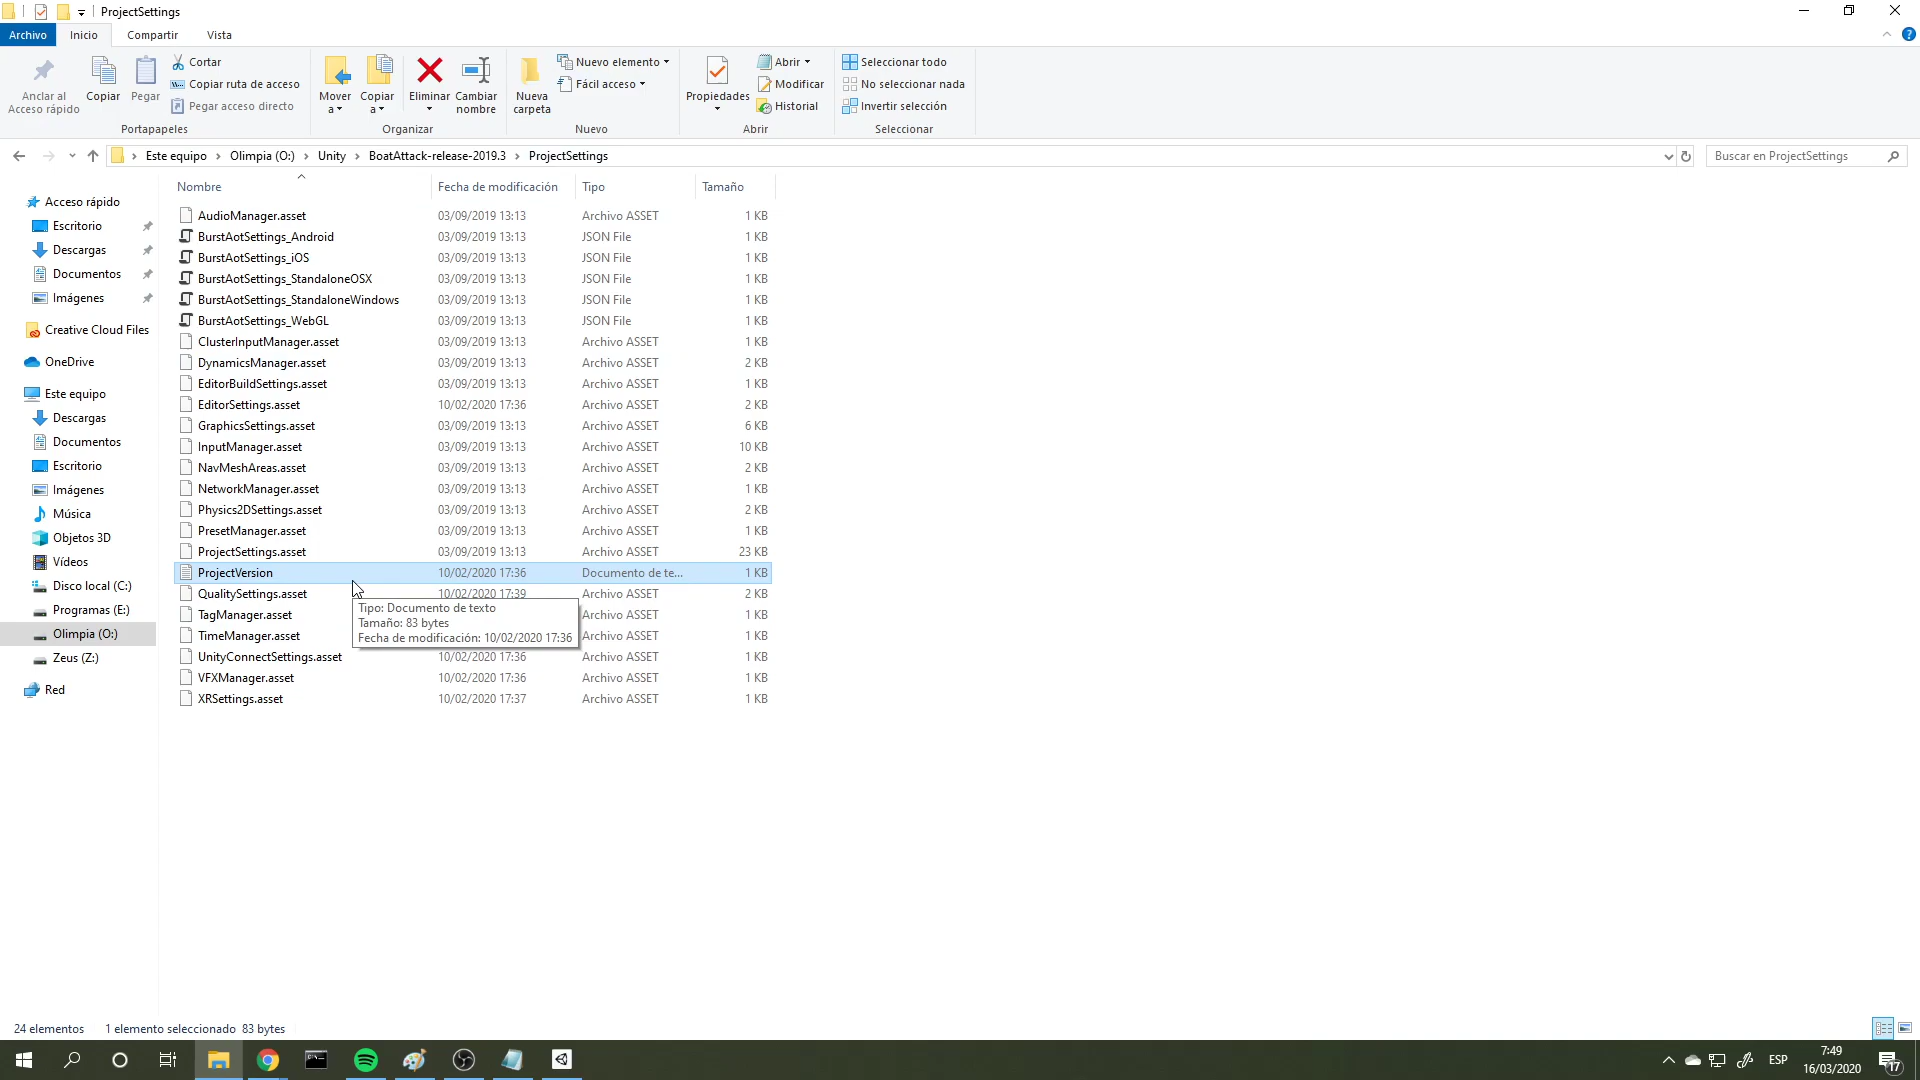 ProjectSettings
Archivo Inicio Compartir Vista
Anclar al Acceso rápido
Copiar
Pegar
Cortar
Copiar ruta de acceso
Pegar acceso directo
Portapapeles
Mover a
Copiar a
Eliminar
Cambiar nombre
Organizar
Nueva carpeta
Nuevo elemento
Fácil acceso
Nuevo
Propiedades
Abrir
Modificar
Historial
Abrir
Seleccionar todo
No seleccionar nada
Invertir selección
Seleccionar
Este equipo Olimpia (O:) Unity BoatAttack-release-2019.3 ProjectSettings
Buscar en ProjectSettings
Acceso rápido
Escritorio
Descargas
Documentos
Imágenes
Creative Cloud Files
OneDrive
Este equipo
Descargas
Documentos
Escritorio
Imágenes
Música
Objetos 3D
Vídeos
Disco local (C:)
Programas (E:)
Olimpia (O:)
Zeus (Z:)
Red
Nombre Fecha de modificación Tipo Tamaño
AudioManager.asset 03/09/2019 13:13 Archivo ASSET 1 KB
BurstAotSettings_Android 03/09/2019 13:13 JSON File 1 KB
BurstAotSettings_iOS 03/09/2019 13:13 JSON File 1 KB
BurstAotSettings_StandaloneOSX 03/09/2019 13:13 JSON File 1 KB
BurstAotSettings_StandaloneWindows 03/09/2019 13:13 JSON File 1 KB
BurstAotSettings_WebGL 03/09/2019 13:13 JSON File 1 KB
ClusterInputManager.asset 03/09/2019 13:13 Archivo ASSET 1 KB
DynamicsManager.asset 03/09/2019 13:13 Archivo ASSET 2 KB
EditorBuildSettings.asset 03/09/2019 13:13 Archivo ASSET 1 KB
EditorSettings.asset 10/02/2020 17:36 Archivo ASSET 2 KB
GraphicsSettings.asset 03/09/2019 13:13 Archivo ASSET 6 KB
InputManager.asset 03/09/2019 13:13 Archivo ASSET 10 KB
NavMeshAreas.asset 03/09/2019 13:13 Archivo ASSET 2 KB
NetworkManager.asset 03/09/2019 13:13 Archivo ASSET 1 KB
Physics2DSettings.asset 03/09/2019 13:13 Archivo ASSET 2 KB
PresetManager.asset 03/09/2019 13:13 Archivo ASSET 1 KB
ProjectSettings.asset 03/09/2019 13:13 Archivo ASSET 23 KB
ProjectVersion 10/02/2020 17:36 Documento de te... 1 KB
QualitySettings.asset 10/02/2020 17:39 Archivo ASSET 2 KB
TagManager.asset Archivo ASSET 1 KB
TimeManager.asset Archivo ASSET 1 KB
UnityConnectSettings.asset 10/02/2020 17:36 Archivo ASSET 1 KB
VFXManager.asset 10/02/2020 17:36 Archivo ASSET 1 KB
XRSettings.asset 10/02/2020 17:37 Archivo ASSET 1 KB
Tipo: Documento de texto
Tamaño: 83 bytes
Fecha de modificación: 10/02/2020 17:36
24 elementos 1 elemento seleccionado 83 bytes
ESP
7:49
16/03/2020
17